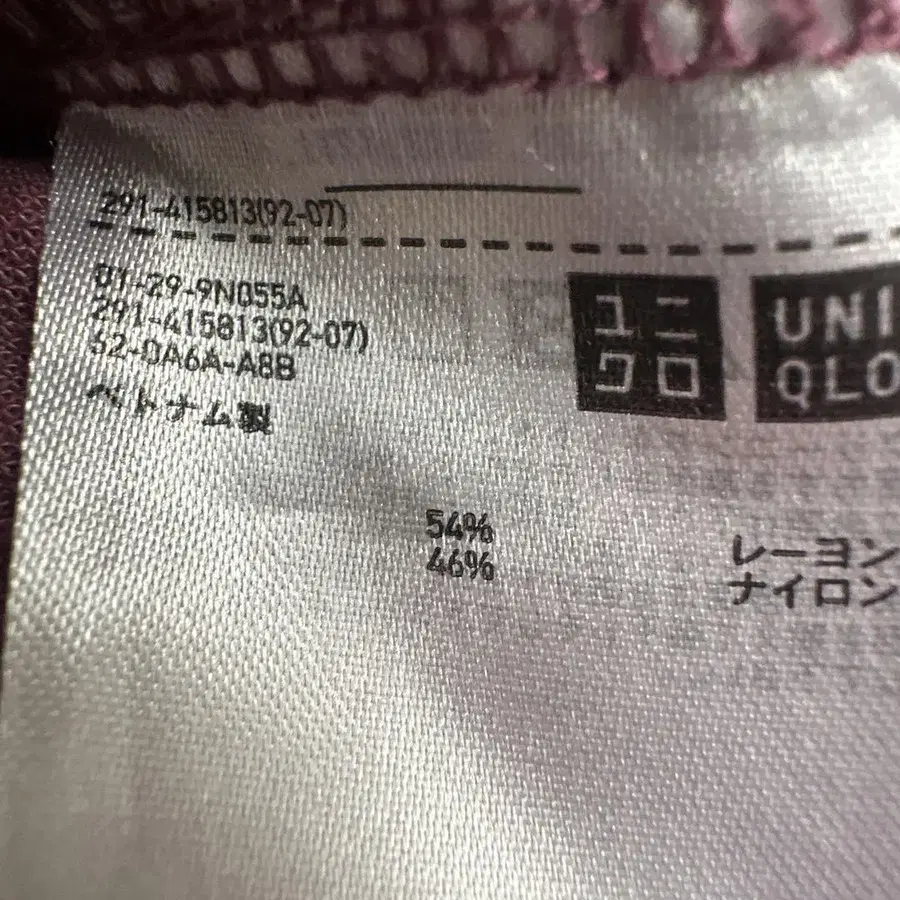 291-415813(92-07)
01-29-9N055A
291-415813(92-07)
52-DA6A-A8B
ベトナム製
ユニ
クロ
UNI
QLO
54%
46%
レーヨン
ナイロン